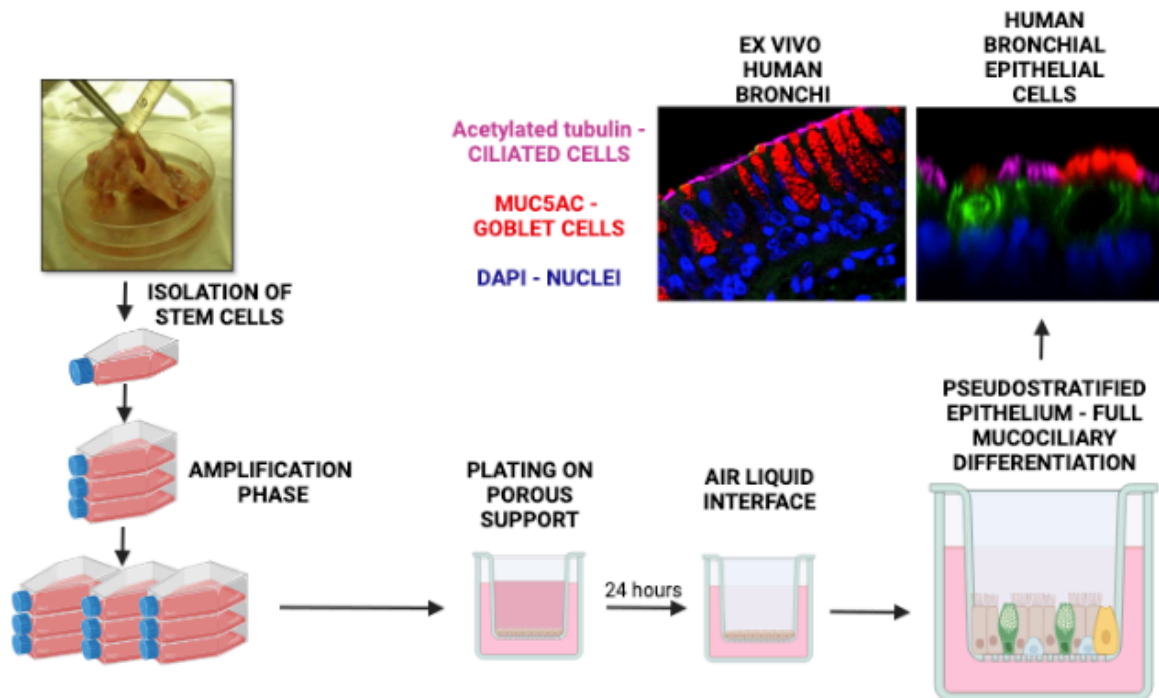 ISOLATION OF
STEM CELLS
AMPLIFICATION
PHASE
PLATING ON
POROUS
SUPPORT
24 hours
AIR LIQUID
INTERFACE
PSEUDOSTRATIFIED
EPITHELIUM - FULL
MUCOCILIARY
DIFFERENTIATION
Acetylated tubulin -
CILIATED CELLS
MUC5AC -
GOBLET CELLS
DAPI - NUCLEI
EX VIVO
HUMAN
BRONCHI
HUMAN
BRONCHIAL
EPITHELIAL
CELLS